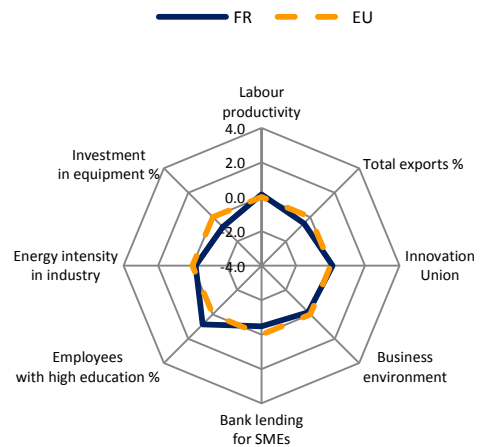 FR EU
Labour
productivity
4.0
2.0
0.0
-2.0
-4.0
Total exports %
Innovation
Union
Business
environment
Bank lending
for SMEs
Employees
with high education %
Energy intensity
in industry
Investment
in equipment %